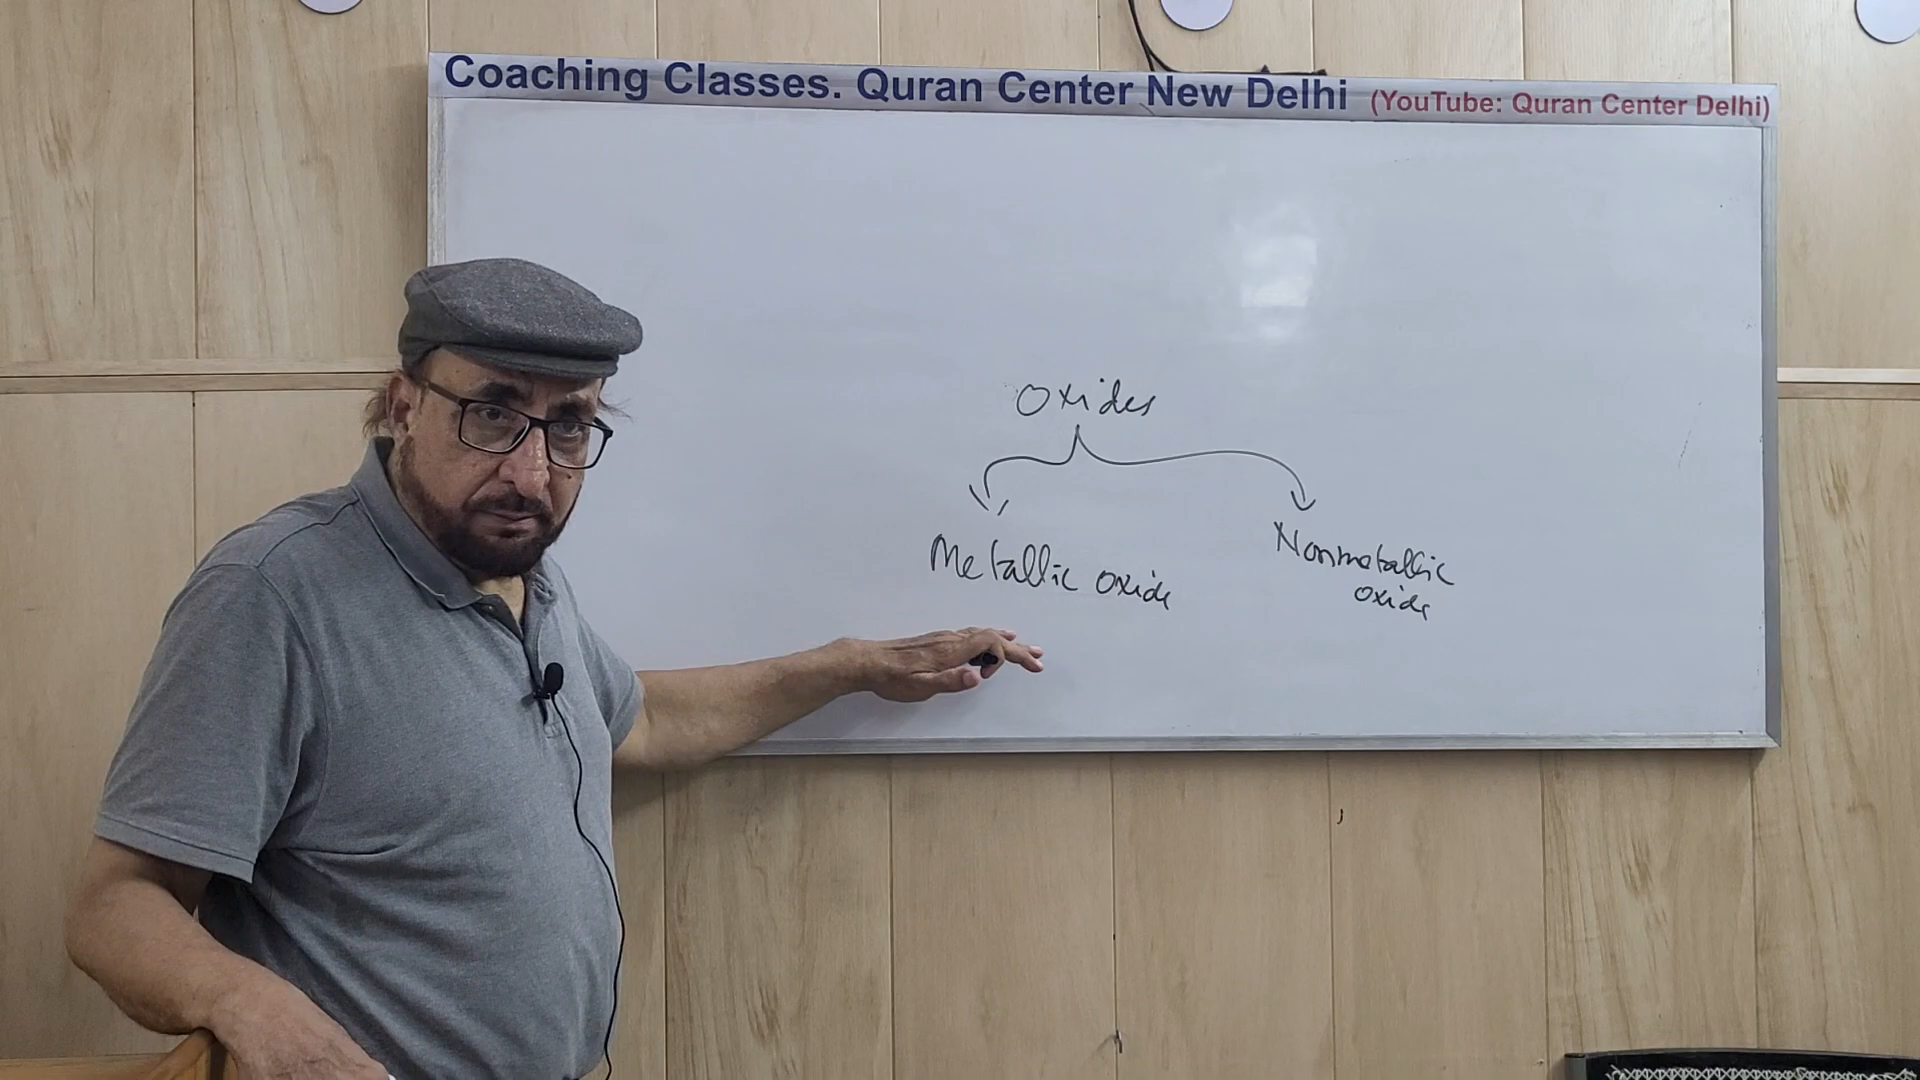 Coaching Classes. Quran Center New Delhi (YouTube: Quran Center Delhi)
Oxides
Metallic oxide
Nonmetallic
oxide